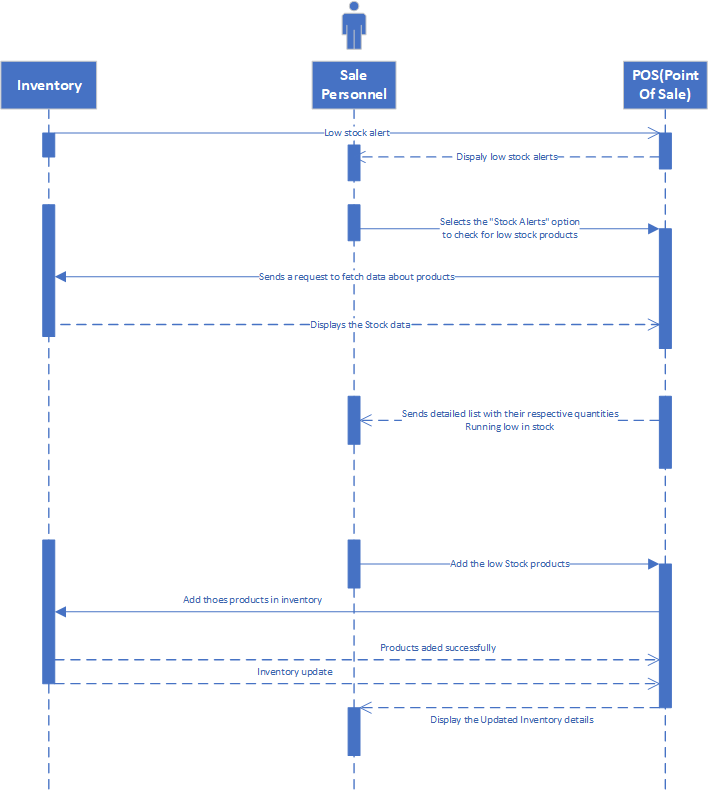 Inventory
Sale
Personnel
POS(Point
Of Sale)
Low stock alert
Dispaly low stock alerts
Selects the "Stock Alerts" option
to check for low stock products
Sends a request to fetch data about products
Displays the Stock data
Sends detailed list with their respective quantities
Running low in stock
Add the low Stock products
Add thoes products in inventory
Products aded successfully
Inventory update
Display the Updated Inventory details